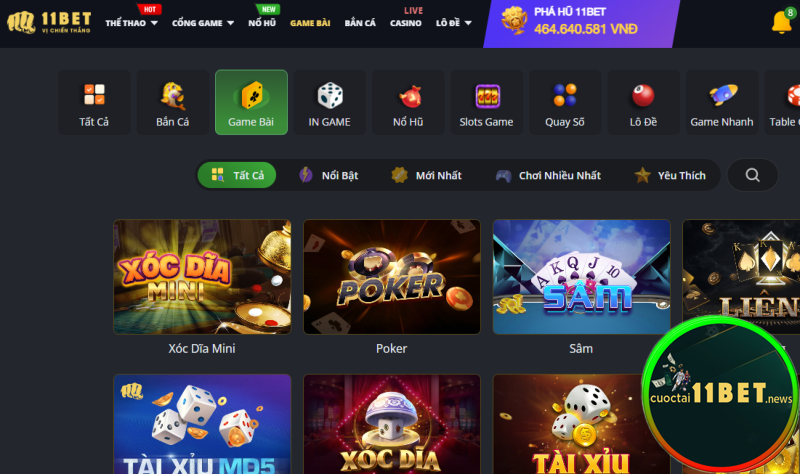 11BET
VỊ CHIẾN THẮNG
HOT
THỂ THAO
CỔNG GAME
NEW
NỔ HŨ
GAME BÀI
BẮN CÁ
LIVE
CASINO
LÔ ĐỀ
PHÁ HŨ 11BET
464.640.581 VNĐ
8
Tất Cả
Bắn Cá
Game Bài
IN GAME
Nổ Hũ
Slots Game
Quay Số
Lô Đề
Game Nhanh
Table
Tất Cả
Nổi Bật
Mới Nhất
Chơi Nhiều Nhất
Yêu Thích
XÓC DĨA
MINI
POKER
A K Q J 10
SÂM
K A K
LIÊN
Xóc Dĩa Mini
Poker
Sâm
cuoctai11BET.news
TÀI XỈU MD5
XÓC DĨA
TÀI XỈU